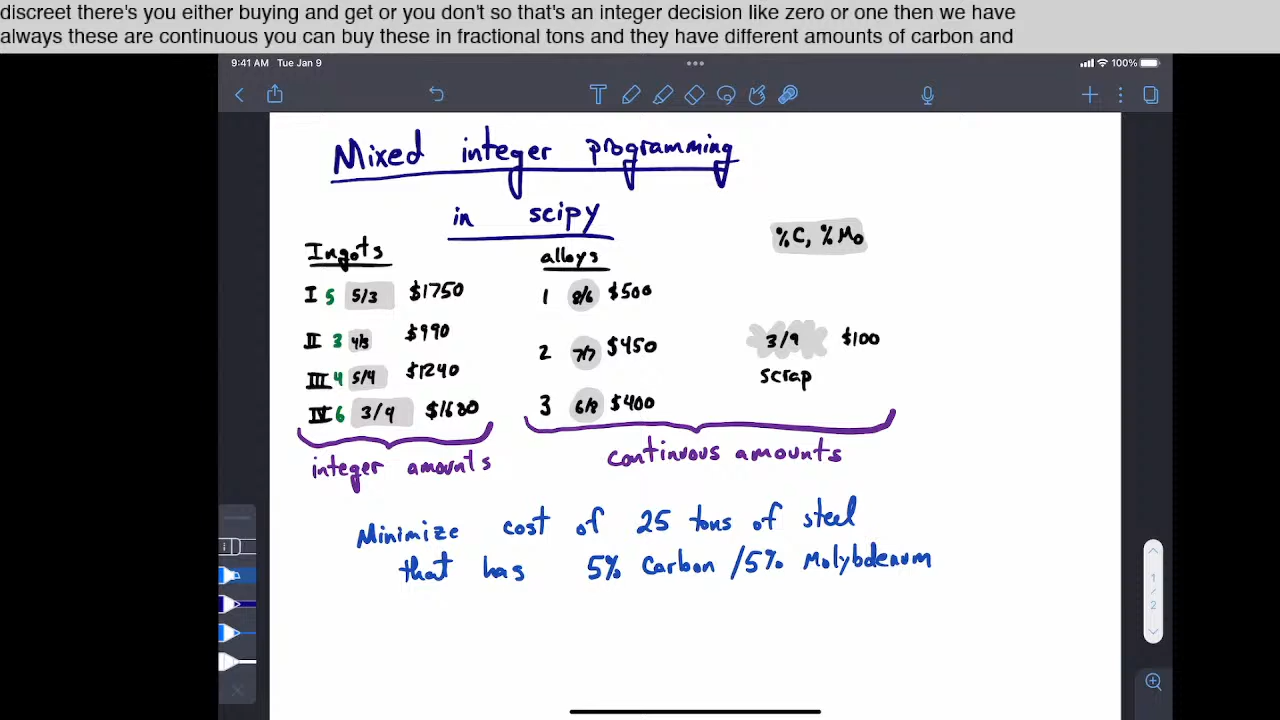 discreet there's you either buying and get or you don't so that's an integer decision like zero or one then we have
always these are continuous you can buy these in fractional tons and they have different amounts of carbon and
9:41 AM Tue Jan 9
100%
Mixed integer programming
in scipy
%C, %Mo
Ingots
I 5 5/3 $1750
II 3 4/3 $990
III 4 5/4 $1240
IV 6 3/4 $1680
integer amounts
alloys
1 8/6 $500
2 7/7 $450
3 6/8 $400
3/9 $100
scrap
continuous amounts
Minimize cost of 25 tons of steel
that has 5% Carbon /5% Molybdenum
1
/
2